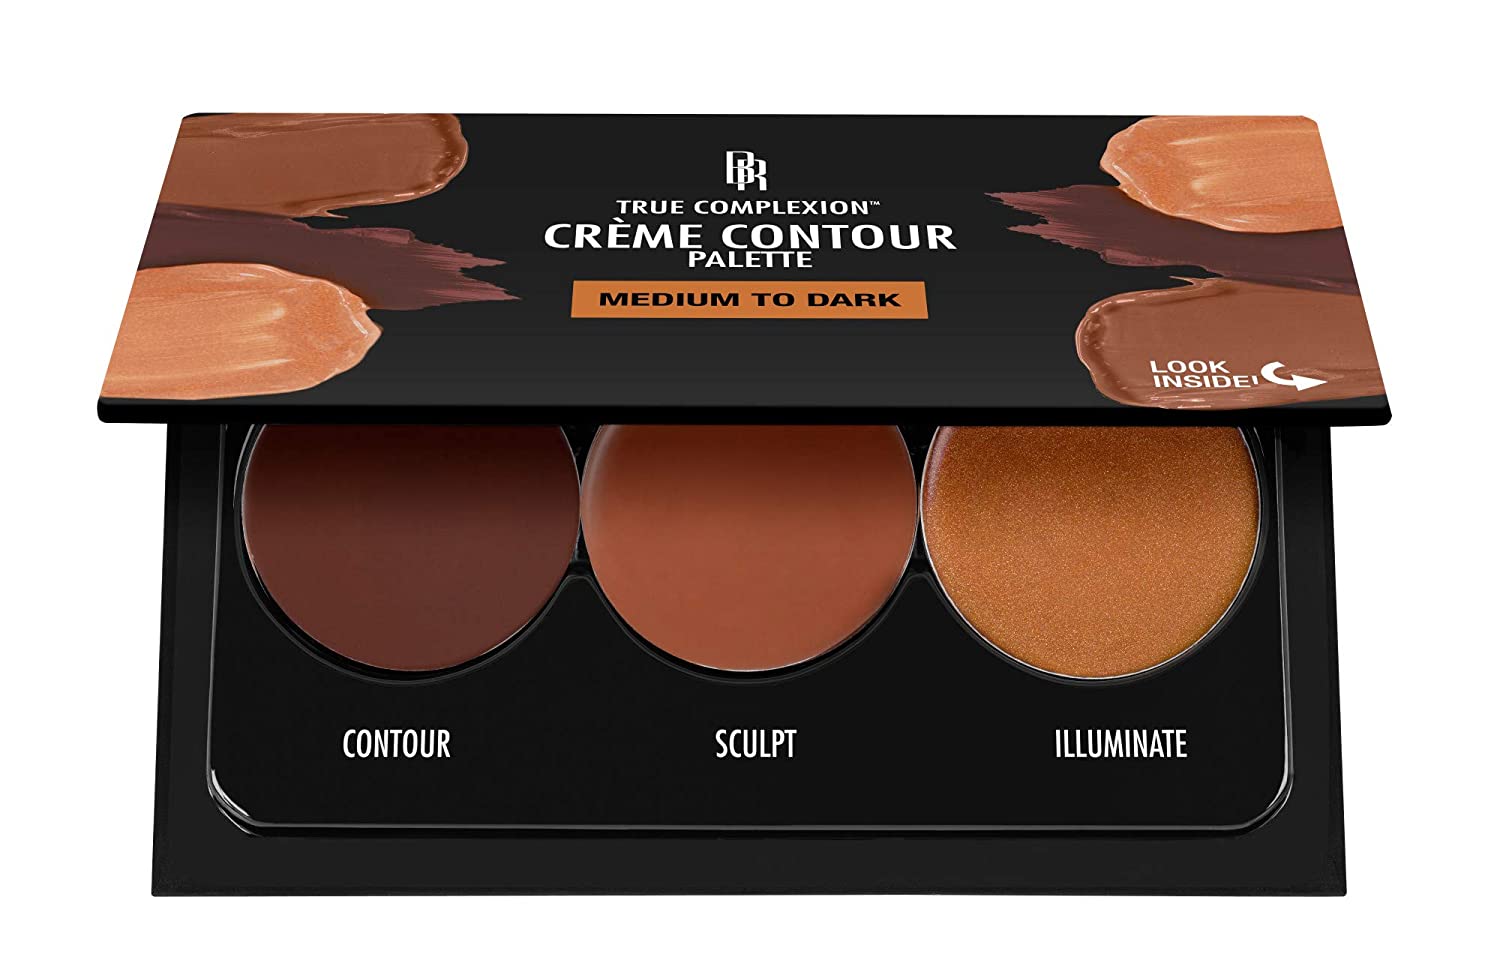 BR
TRUE COMPLEXION™
CRÈME CONTOUR
PALETTE
MEDIUM TO DARK
LOOK
INSIDE!
CONTOUR
SCULPT
ILLUMINATE